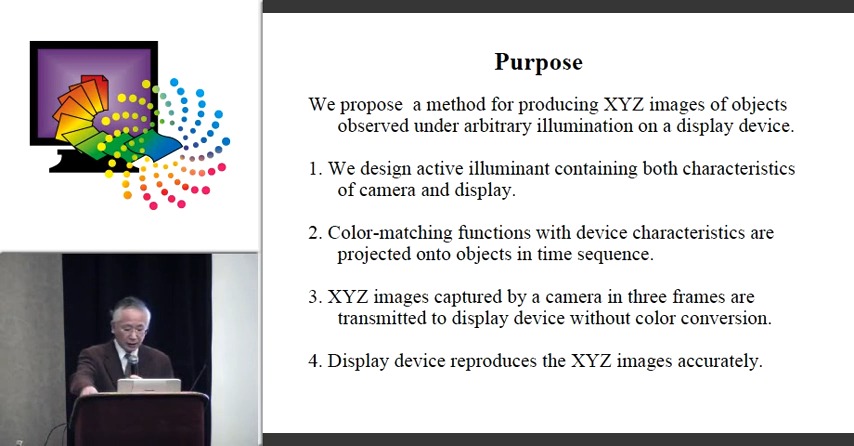 Purpose
We propose a method for producing XYZ images of objects
observed under arbitrary illumination on a display device.
1. We design active illuminant containing both characteristics
of camera and display.
2. Color-matching functions with device characteristics are
projected onto objects in time sequence.
3. XYZ images captured by a camera in three frames are
transmitted to display device without color conversion.
4. Display device reproduces the XYZ images accurately.